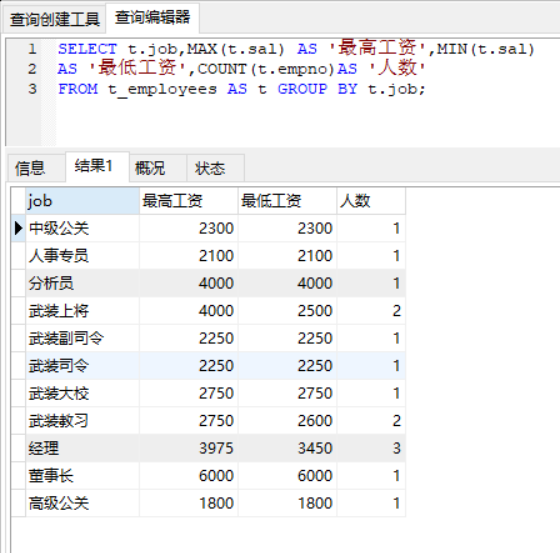 查询创建工具 查询编辑器
1 SELECT t.job,MAX(t.sal) AS '最高工资',MIN(t.sal)
2 AS '最低工资',COUNT(t.empno)AS '人数'
3 FROM t_employees AS t GROUP BY t.job;
信息 结果1 概况 状态
job 最高工资 最低工资 人数
中级公关 2300 2300 1
人事专员 2100 2100 1
分析员 4000 4000 1
武装上将 4000 2500 2
武装副司令 2250 2250 1
武装司令 2250 2250 1
武装大校 2750 2750 1
武装教习 2750 2600 2
经理 3975 3450 3
董事长 6000 6000 1
高级公关 1800 1800 1